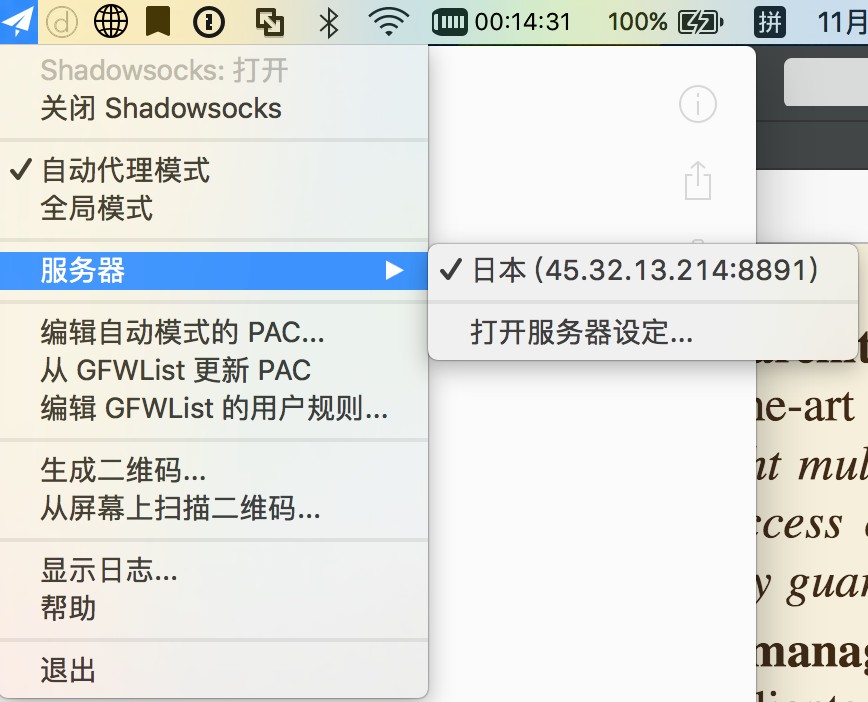 00:14:31 100% 拼 11月
Shadowsocks: 打开
关闭 Shadowsocks
自动代理模式
全局模式
服务器
日本 (45.32.13.214:8891)
打开服务器设定...
编辑自动模式的 PAC...
从 GFWList 更新 PAC
编辑 GFWList 的用户规则...
生成二维码...
从屏幕上扫描二维码...
显示日志...
帮助
退出
ne-art
ht mul
ccess
y guar
manag